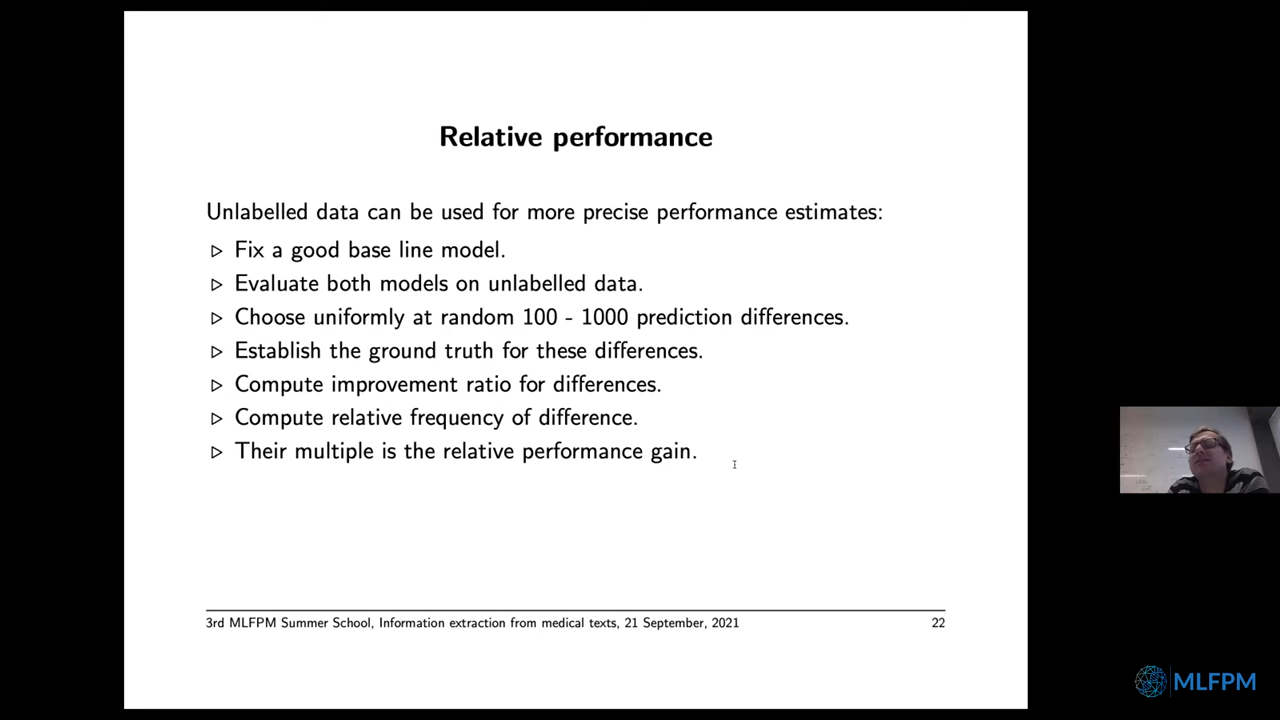 Relative performance
Unlabelled data can be used for more precise performance estimates:
▷ Fix a good base line model.
▷ Evaluate both models on unlabelled data.
▷ Choose uniformly at random 100 - 1000 prediction differences.
▷ Establish the ground truth for these differences.
▷ Compute improvement ratio for differences.
▷ Compute relative frequency of difference.
▷ Their multiple is the relative performance gain.
3rd MLFPM Summer School, Information extraction from medical texts, 21 September, 2021 22
MLFPM